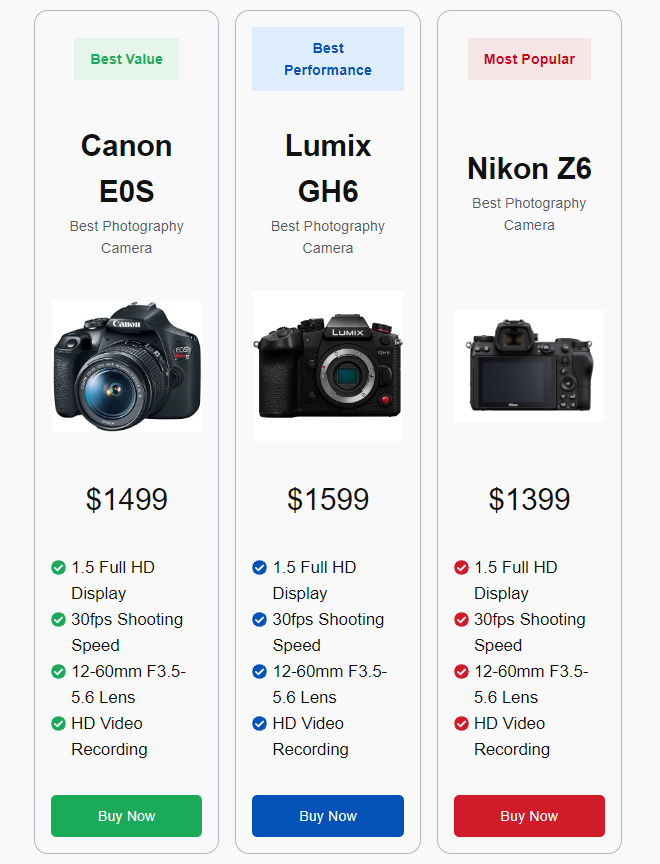 Best Value
Canon
E0S
Best Photography
Camera
Canon
EOS
$1499
1.5 Full HD
Display
30fps Shooting
Speed
12-60mm F3.5-
5.6 Lens
HD Video
Recording
Buy Now
Best
Performance
Lumix
GH6
Best Photography
Camera
LUMIX
GH6
$1599
1.5 Full HD
Display
30fps Shooting
Speed
12-60mm F3.5-
5.6 Lens
HD Video
Recording
Buy Now
Most Popular
Nikon Z6
Best Photography
Camera
Nikon
$1399
1.5 Full HD
Display
30fps Shooting
Speed
12-60mm F3.5-
5.6 Lens
HD Video
Recording
Buy Now